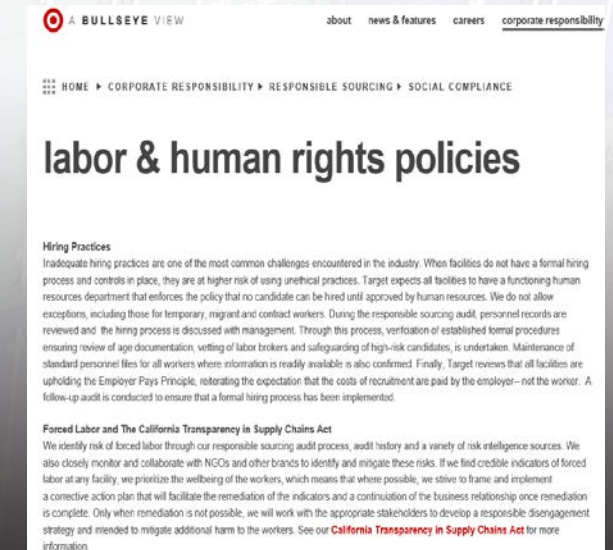 A BULLSEYE VIEW
about news & features careers corporate responsibility
HOME ▸ CORPORATE RESPONSIBILITY ▸ RESPONSIBLE SOURCING ▸ SOCIAL COMPLIANCE
labor & human rights policies
Hiring Practices
Inadequate hiring practices are one of the most common challenges encountered in the industry. When facilities do not have a formal hiring
process and controls in place, they are at higher risk of using unethical practices. Target expects all facilities to have a functioning human
resources department that enforces the policy that no candidate can be hired until approved by human resources. We do not allow
exceptions, including those for temporary, migrant and contract workers. During the responsible sourcing audit, personnel records are
reviewed and the hiring process is discussed with management. Through this process, verification of established formal procedures
ensuring review of age documentation, vetting of labor brokers and safeguarding of high-risk candidates, is undertaken. Maintenance of
standard personnel files for all workers where information is readily available is also confirmed. Finally, Target reviews that all facilities are
upholding the Employer Pays Principle, reiterating the expectation that the costs of recruitment are paid by the employer– not the worker. A
follow-up audit is conducted to ensure that a formal hiring process has been implemented.
Forced Labor and The California Transparency in Supply Chains Act
We identify risk of forced labor through our responsible sourcing audit process, audit history and a variety of risk intelligence sources. We
also closely monitor and collaborate with NGOs and other brands to identify and mitigate these risks. If we find credible indicators of forced
labor at any facility, we prioritize the wellbeing of the workers, which means that where possible, we strive to frame and implement
a corrective action plan that will facilitate the remediation of the indicators and a continuation of the business relationship once remediation
is complete. Only when remediation is not possible, we will work with the appropriate stakeholders to develop a responsible disengagement
strategy and intended to mitigate additional harm to the workers. See our California Transparency in Supply Chains Act for more
information.